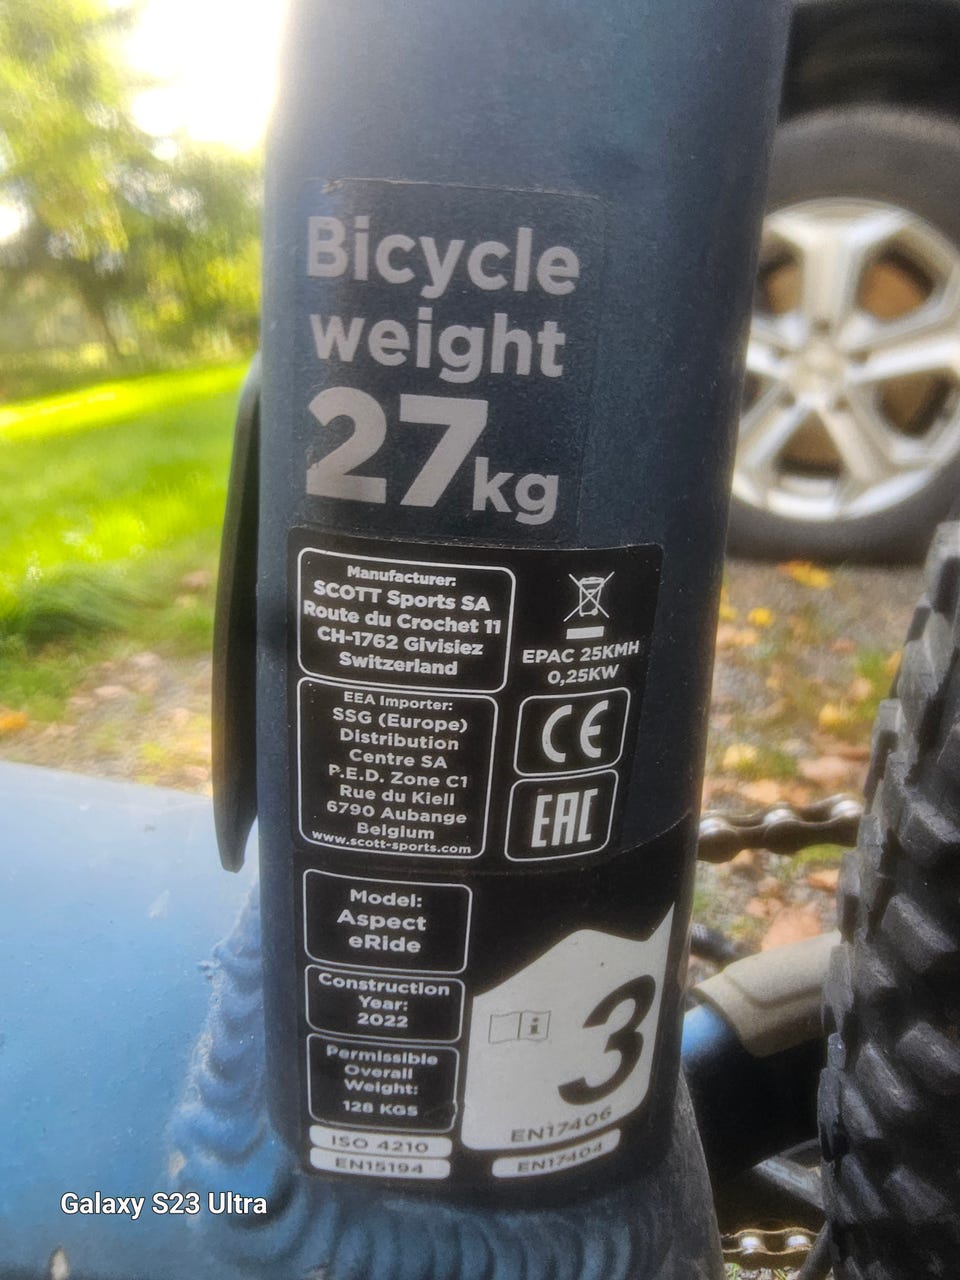 Bicycle
weight
27kg
Manufacturer:
SCOTT Sports SA
Route du Crochet 11
CH-1762 Givisiez
Switzerland
EPAC 25KMH
0,25KW
EEA Importer:
SSG (Europe)
Distribution
Centre SA
P.E.D. Zone C1
Rue du Kiell
6790 Aubange
Belgium
www.scott-sports.com
CE
EAC
Model:
Aspect
eRide
Construction
Year:
2022
Permissible
Overall
Weight:
128 KGS
ISO 4210
EN15194
i
3
EN17406
EN17404
Galaxy S23 Ultra